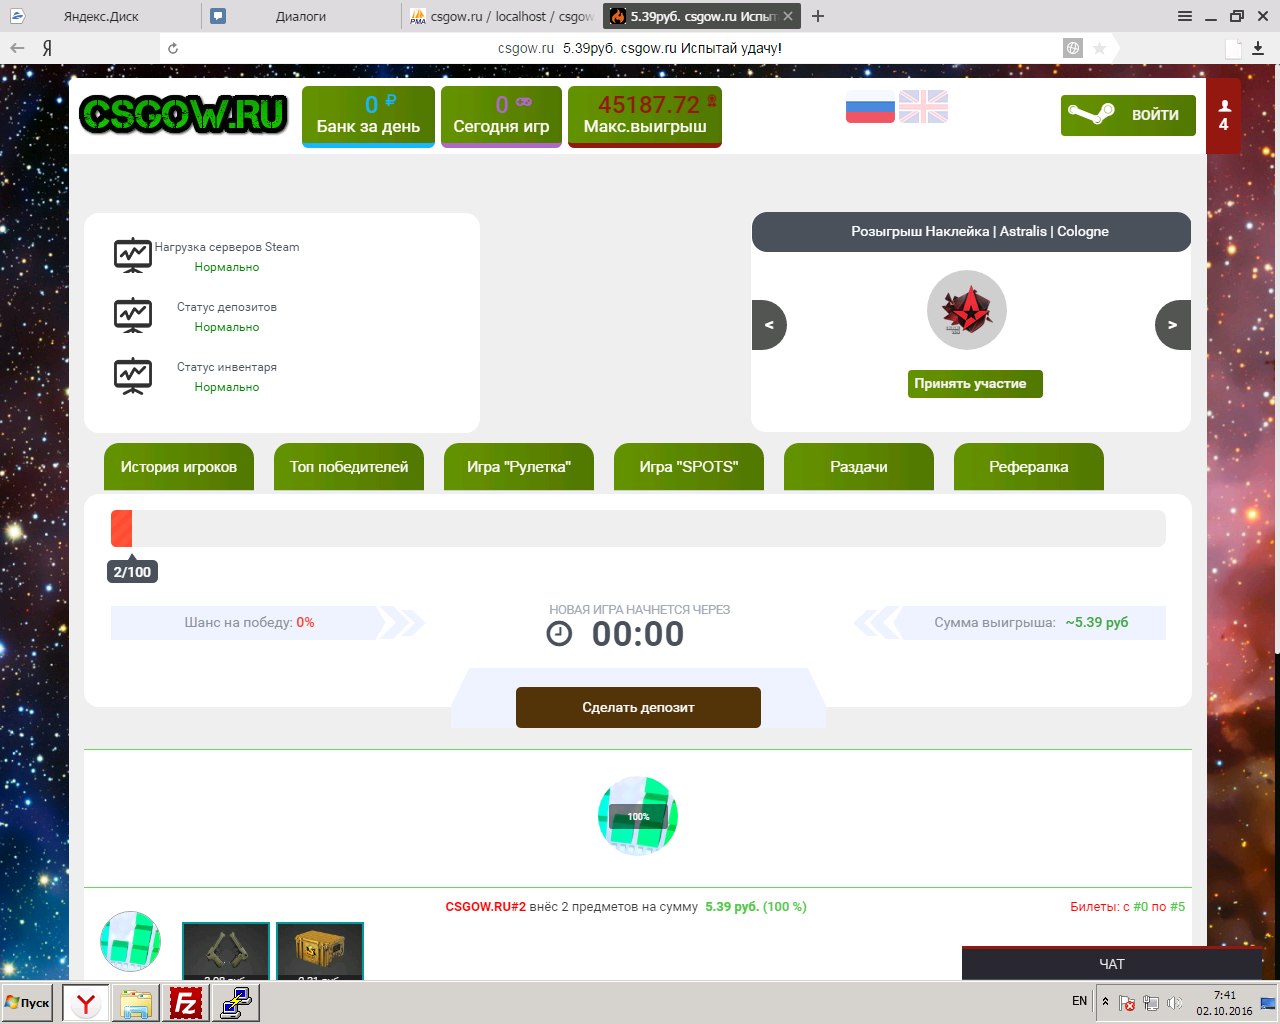 Яндекс.Диск
Диалоги
csgow.ru / localhost / csgow
5.39руб. csgow.ru Испыт
Я
csgow.ru 5.39руб. csgow.ru Испытай удачу!
CSGOW.RU
0 ₽
Банк за день
0
Сегодня игр
45187.72
Макс.выигрыш
ВОЙТИ
4
Нагрузка серверов Steam
Нормально
Статус депозитов
Нормально
Статус инвентаря
Нормально
Розыгрыш Наклейка | Astralis | Cologne
<
>
Принять участие
История игроков
Топ победителей
Игра "Рулетка"
Игра "SPOTS"
Раздачи
Рефералка
2/100
Шанс на победу: 0%
НОВАЯ ИГРА НАЧНЕТСЯ ЧЕРЕЗ
00:00
Сумма выигрыша: ~5.39 руб
Сделать депозит
100%
CSGOW.RU#2 внёс 2 предметов на сумму 5.39 руб. (100 %)
Билеты: с #0 по #5
ЧАТ
Пуск
EN
7:41
02.10.2016